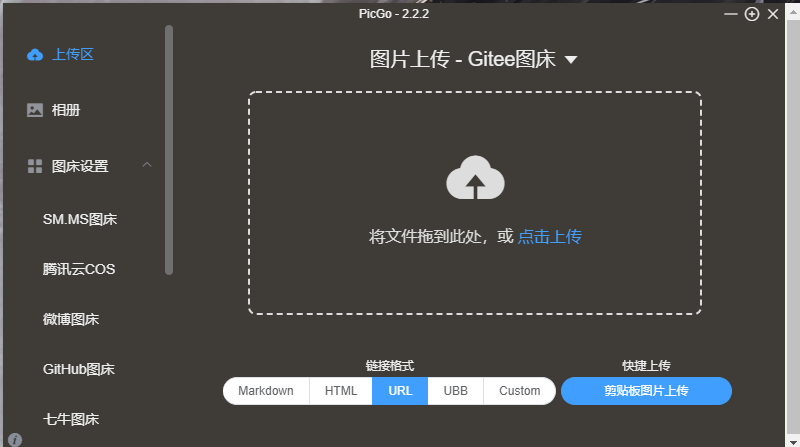 PicGo - 2.2.2
上传区
相册
图床设置
SM.MS图床
腾讯云COS
微博图床
GitHub图床
七牛图床
图片上传 - Gitee图床
将文件拖到此处，或 点击上传
链接格式
快捷上传
Markdown HTML URL UBB Custom
剪贴板图片上传